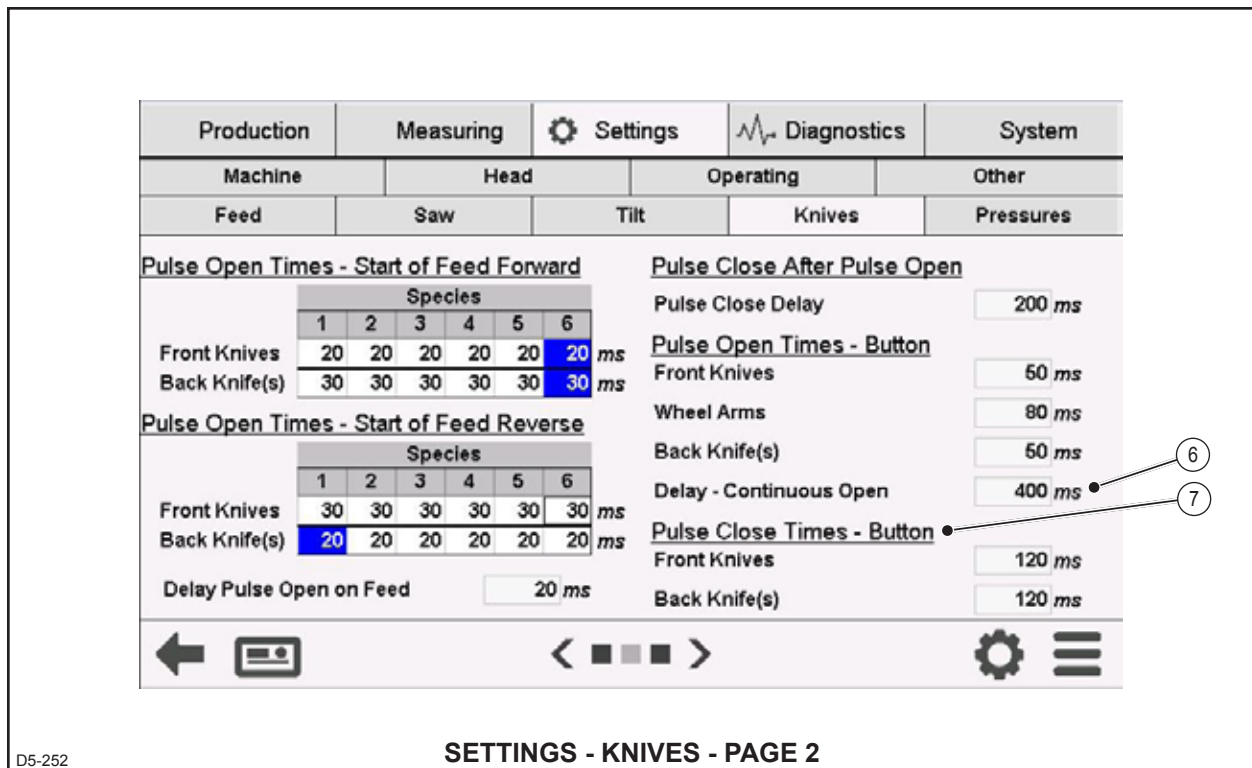 Production Measuring Settings Diagnostics System
Machine Head Operating Other
Feed Saw Tilt Knives Pressures
Pulse Open Times - Start of Feed Forward
Species
1 2 3 4 5 6
Front Knives 20 20 20 20 20 20 ms
Back Knife(s) 30 30 30 30 30 30 ms
Pulse Open Times - Start of Feed Reverse
Species
1 2 3 4 5 6
Front Knives 30 30 30 30 30 30 ms
Back Knife(s) 20 20 20 20 20 20 ms
Delay Pulse Open on Feed 20 ms
Pulse Close After Pulse Open
Pulse Close Delay 200 ms
Pulse Open Times - Button
Front Knives 50 ms
Wheel Arms 80 ms
Back Knife(s) 50 ms
Delay - Continuous Open 400 ms
6
7
Pulse Close Times - Button
Front Knives 120 ms
Back Knife(s) 120 ms
D5-252
SETTINGS - KNIVES - PAGE 2